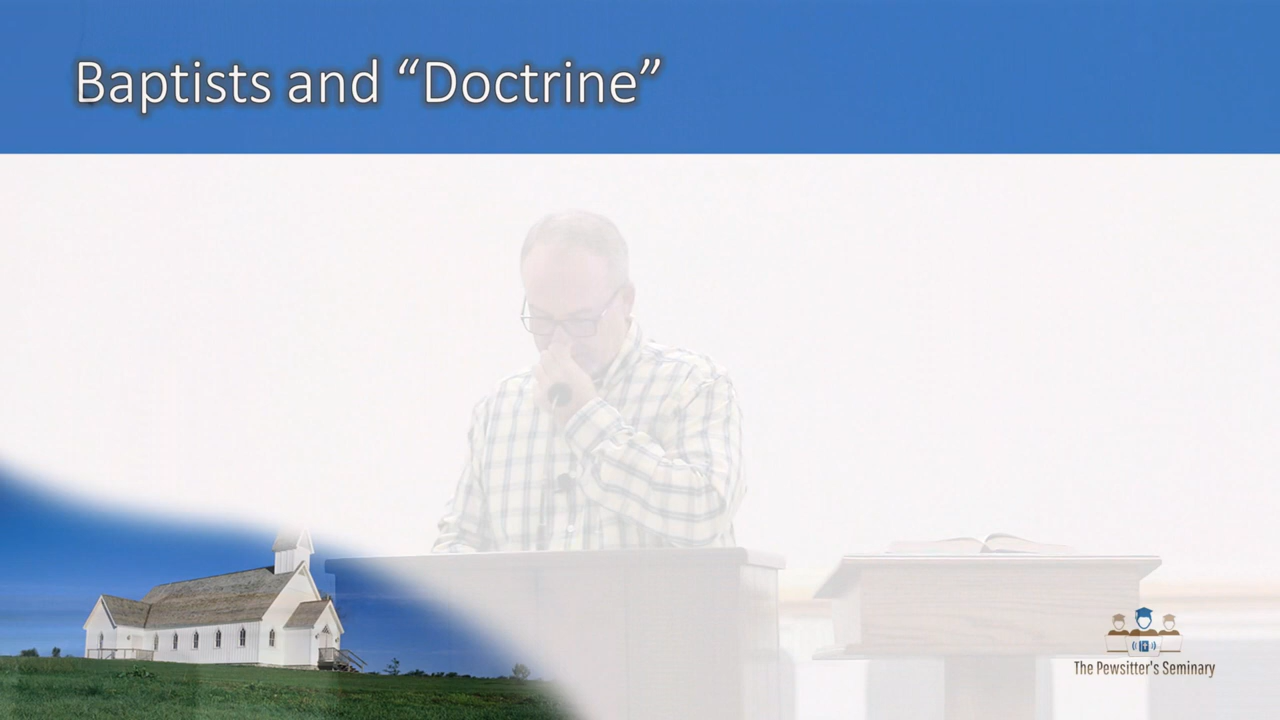 Baptists and “Doctrine”
The Pewsitter's Seminary